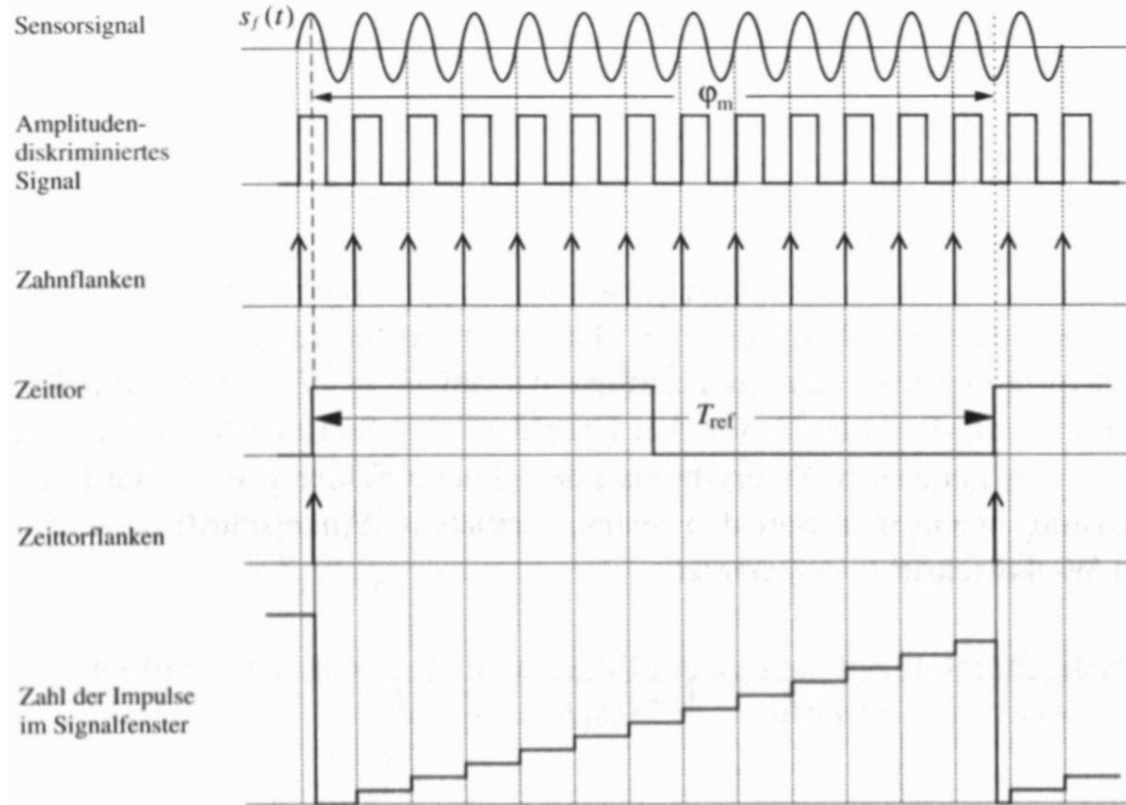 Sensorsignal
s_f(t)
φ_m
Amplituden-
diskriminiertes
Signal
Zahnflanken
Zeittor
T_ref
Zeittorflanken
Zahl der Impulse
im Signalfenster